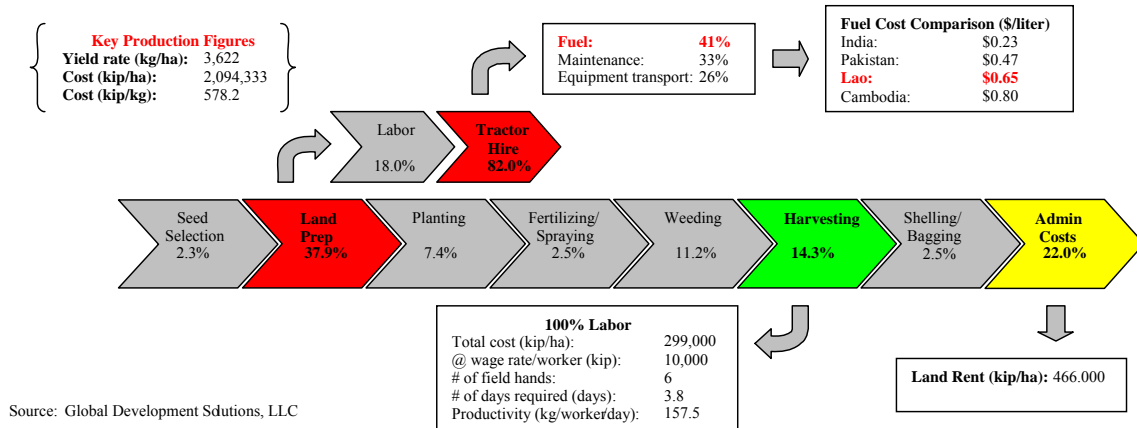 Key Production Figures
Yield rate (kg/ha): 3,622
Cost (kip/ha): 2,094,333
Cost (kip/kg): 578.2
Fuel: 41%
Maintenance: 33%
Equipment transport: 26%
Fuel Cost Comparison ($/liter)
India: $0.23
Pakistan: $0.47
Lao: $0.65
Cambodia: $0.80
Labor
18.0%
Tractor
Hire
82.0%
Seed
Selection
2.3%
Land
Prep
37.9%
Planting
7.4%
Fertilizing/
Spraying
2.5%
Weeding
11.2%
Harvesting
14.3%
Shelling/
Bagging
2.5%
Admin
Costs
22.0%
100% Labor
Total cost (kip/ha): 299,000
@ wage rate/worker (kip): 10,000
# of field hands: 6
# of days required (days): 3.8
Productivity (kg/worker/day): 157.5
Land Rent (kip/ha): 466.000
Source: Global Development Solutions, LLC